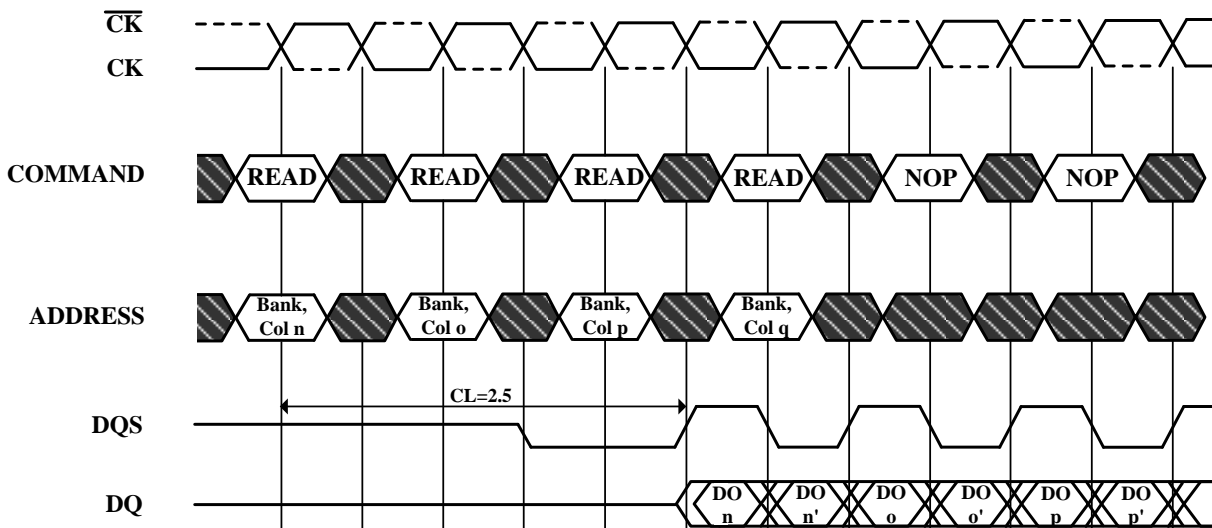 CK
CK
COMMAND READ READ READ READ NOP NOP
ADDRESS Bank, Col n Bank, Col o Bank, Col p Bank, Col q
CL=2.5
DQS
DQ DO n DO n' DO o DO o' DO p DO p'